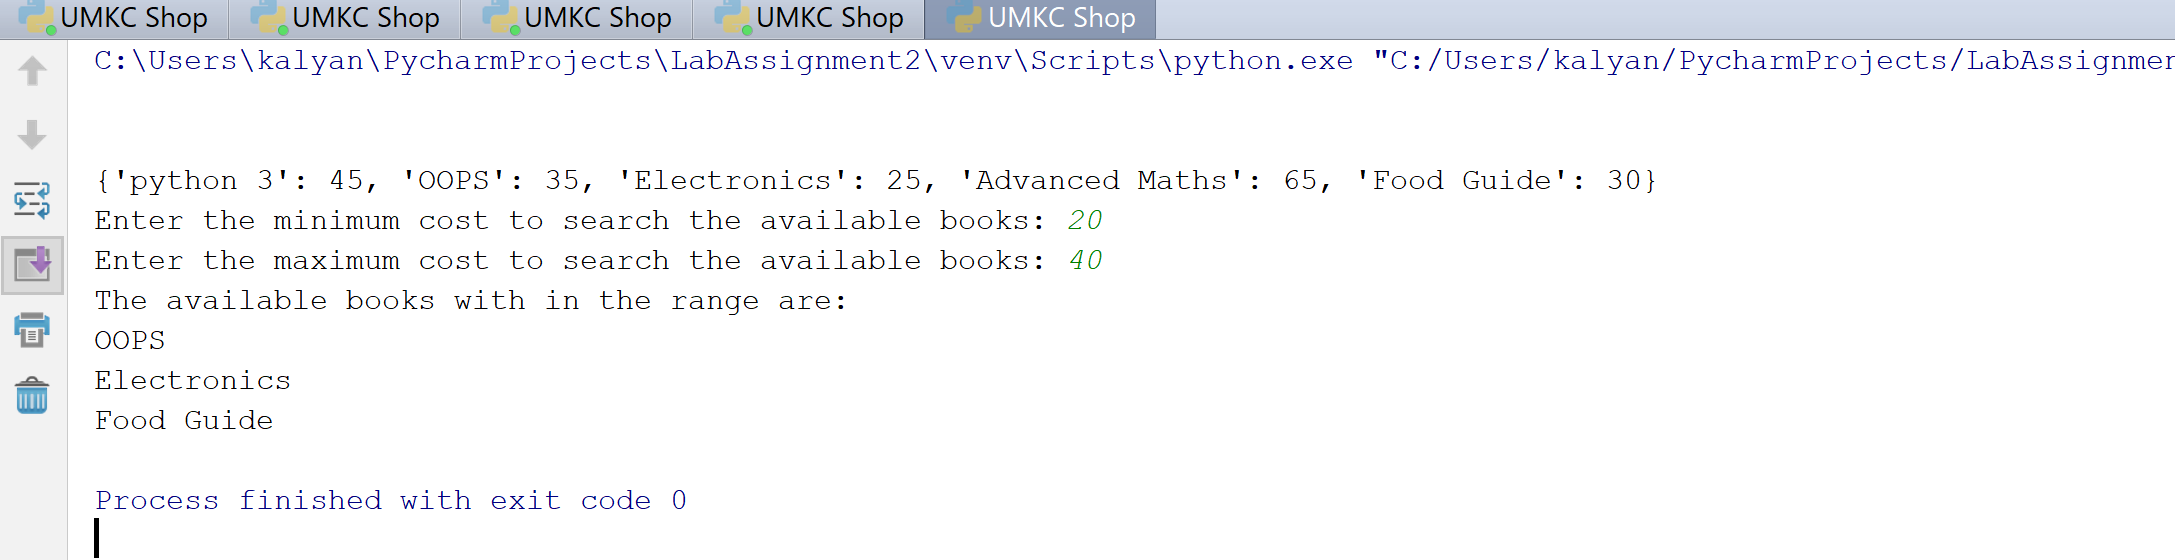 UMKC Shop UMKC Shop UMKC Shop UMKC Shop UMKC Shop
C:\Users\kalyan\PycharmProjects\LabAssignment2\venv\Scripts\python.exe "C:/Users/kalyan/PycharmProjects/LabAssignmen
{'python 3': 45, 'OOPS': 35, 'Electronics': 25, 'Advanced Maths': 65, 'Food Guide': 30}
Enter the minimum cost to search the available books: 20
Enter the maximum cost to search the available books: 40
The available books with in the range are:
OOPS
Electronics
Food Guide
Process finished with exit code 0